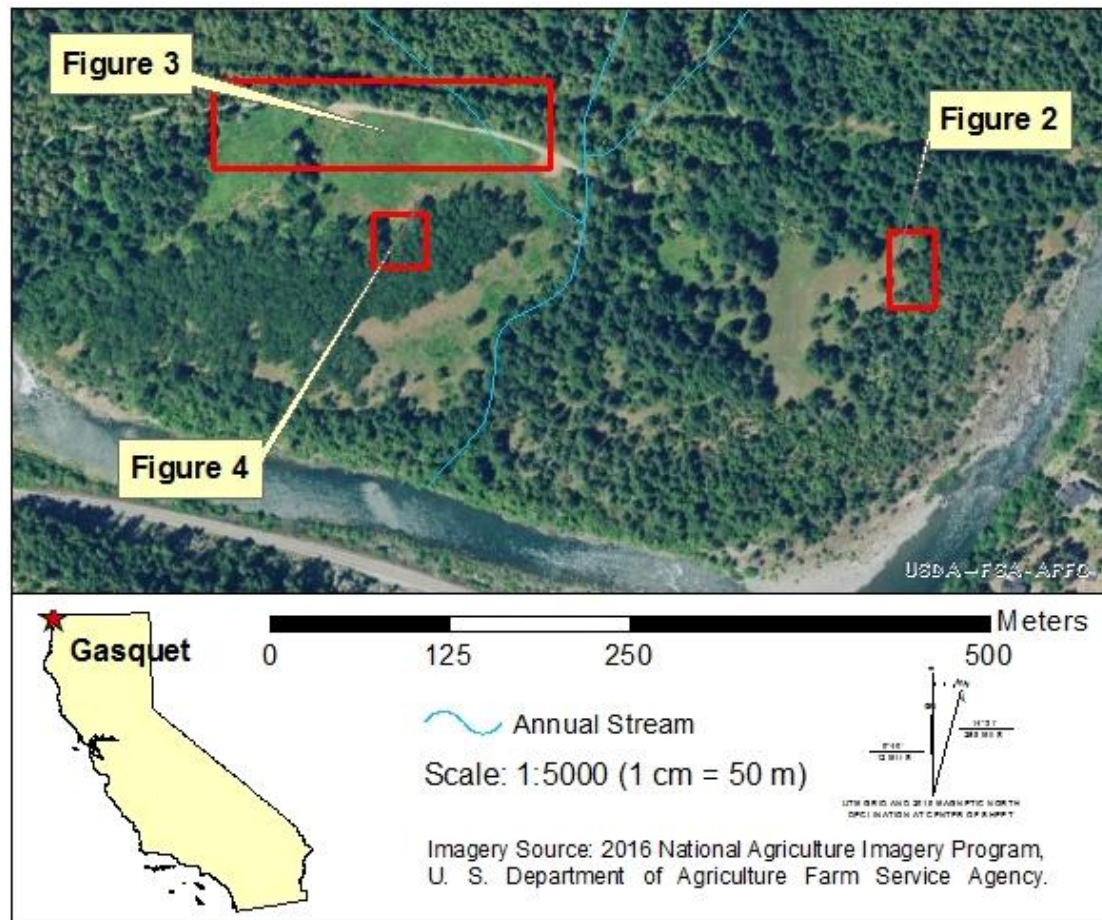 Figure 3
Figure 2
Figure 4
USDA-FSA-APFO
Gasquet
Meters
0 125 250 500
Annual Stream
Scale: 1:5000 (1 cm = 50 m)
UTM GRID AND MAGNETIC NORTH
DECLINATION AT CENTER OF SHEET
Imagery Source: 2016 National Agriculture Imagery Program,
U. S. Department of Agriculture Farm Service Agency.